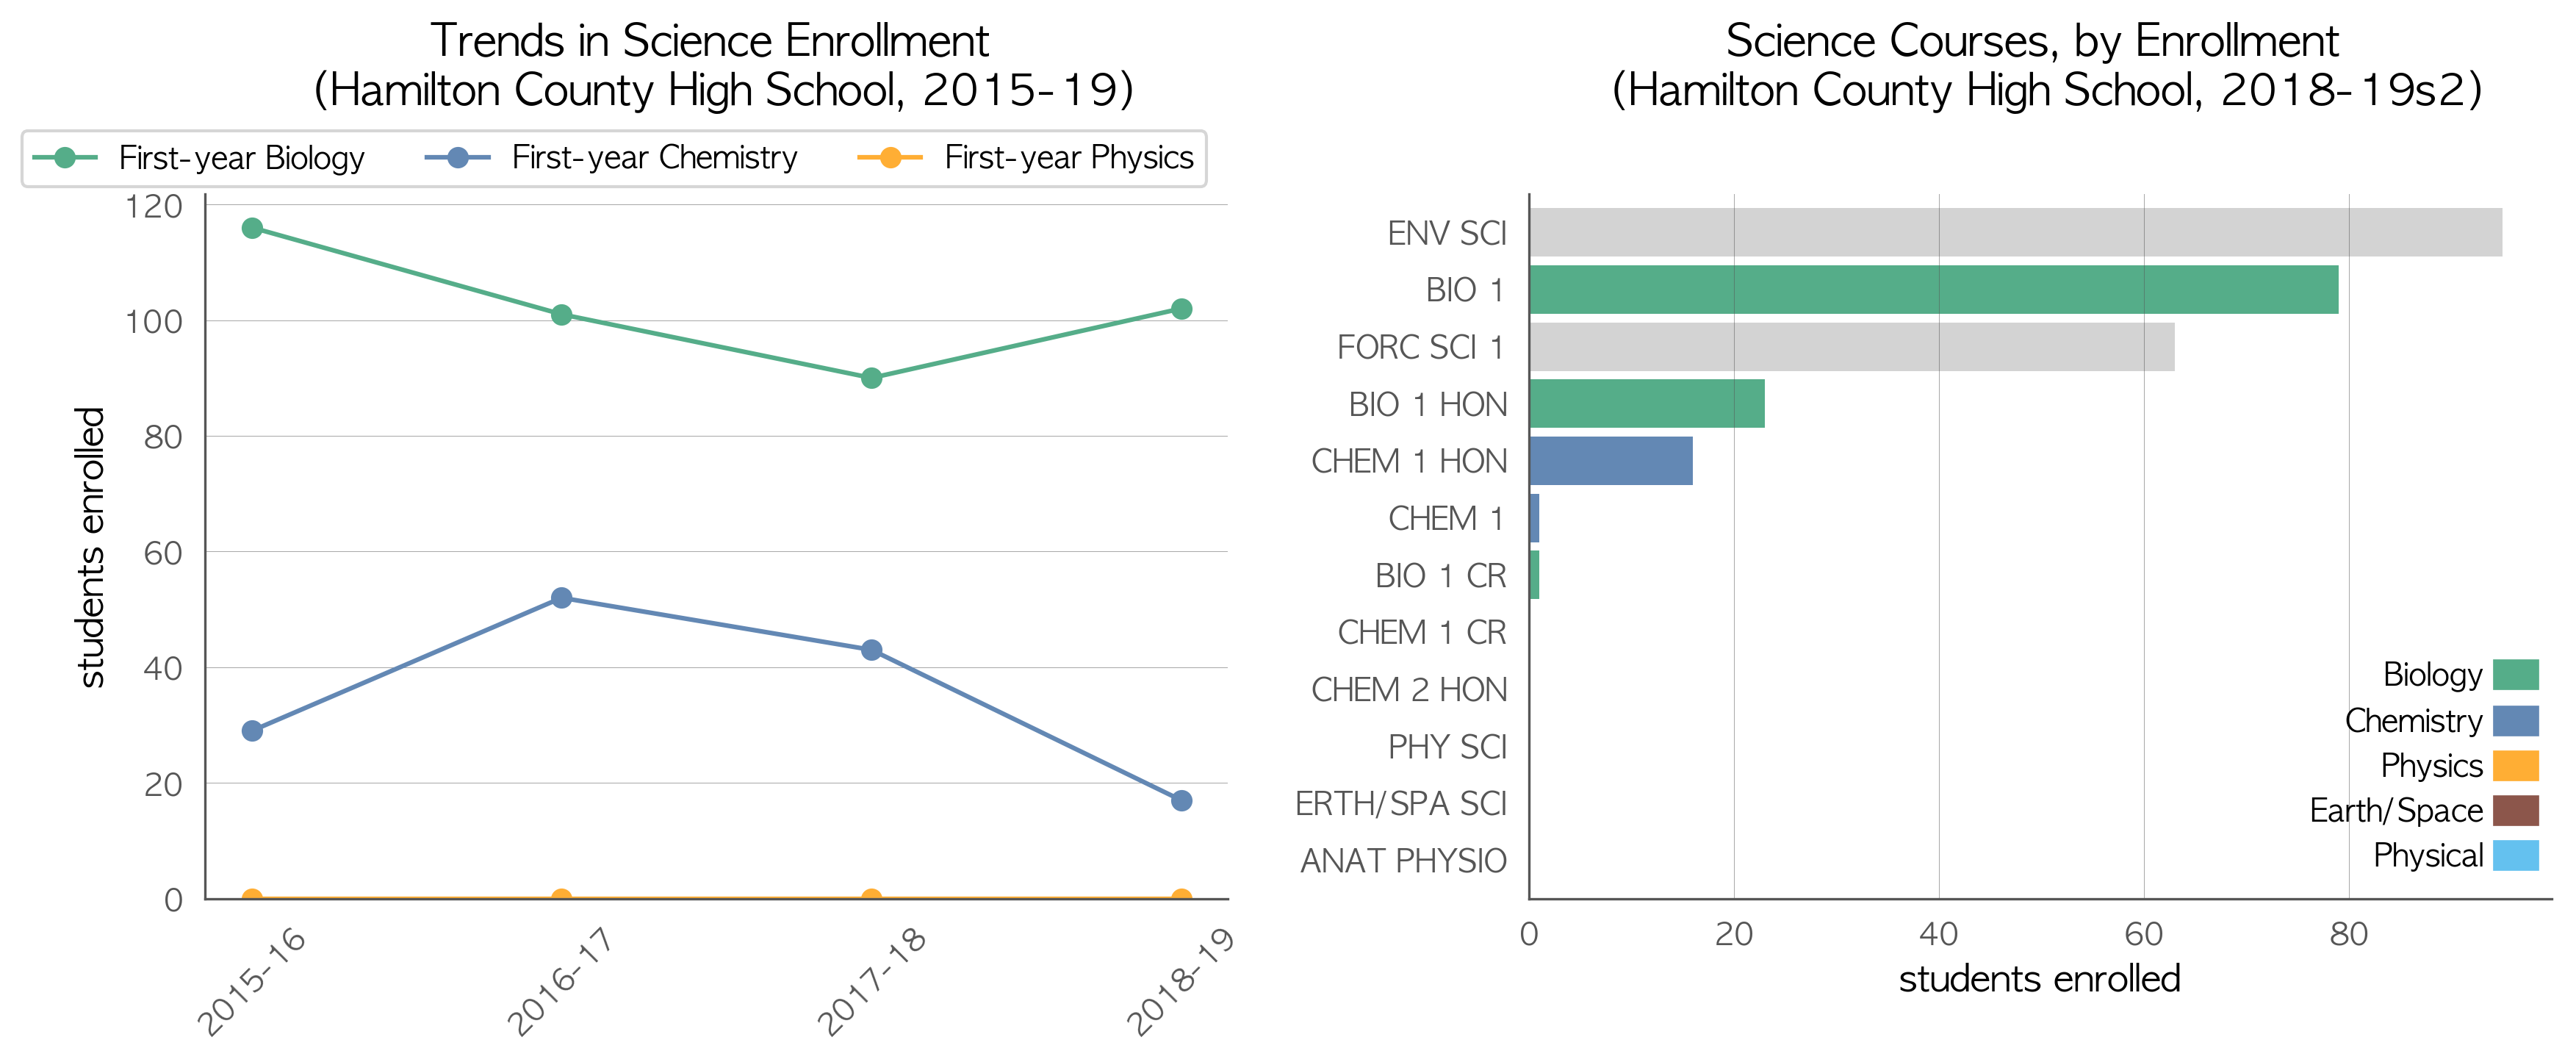 Trends in Science Enrollment
(Hamilton County High School, 2015-19)
First-year Biology
First-year Chemistry
First-year Physics
120
100
80
60
40
20
0
students enrolled
2015-16
2016-17
2017-18
2018-19
Science Courses, by Enrollment
(Hamilton County High School, 2018-19s2)
ENV SCI
BIO 1
FORC SCI 1
BIO 1 HON
CHEM 1 HON
CHEM 1
BIO 1 CR
CHEM 1 CR
CHEM 2 HON
PHY SCI
ERTH/SPA SCI
ANAT PHYSIO
Biology
Chemistry
Physics
Earth/Space
Physical
0
20
40
60
80
students enrolled